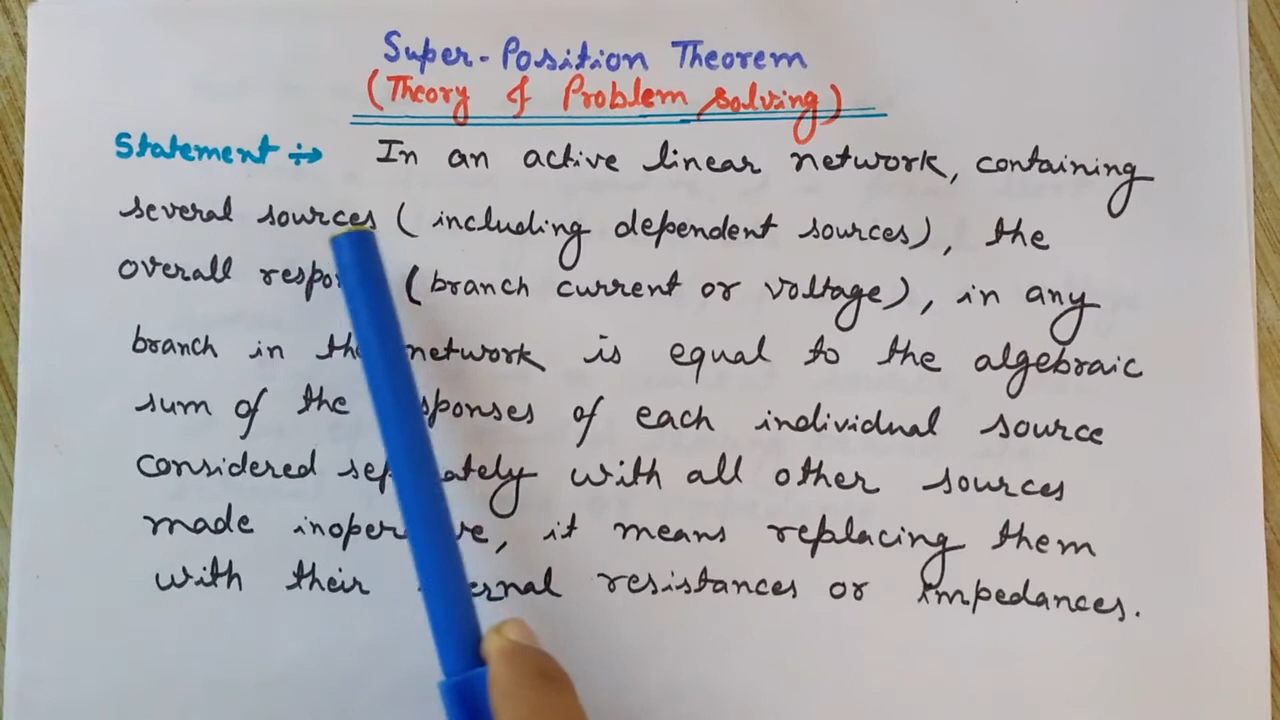 Super-Position Theorem
(Theory & Problem solving)
Statement :→ In an active linear network, containing
several sources (including dependent sources), the
overall (branch current or voltage), in any
branch in network is equal to the algebraic
sum of the of each individual source
considered with all other sources
made, it means replacing them
with their resistances or impedances.